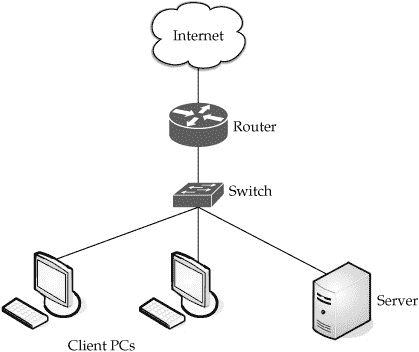 Internet
Router
Switch
Server
Client PCs